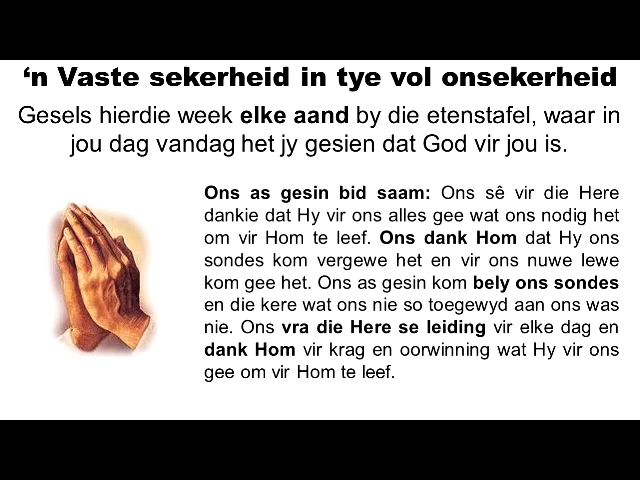 ‘n Vaste sekerheid in tye vol onsekerheid
Gesels hierdie week elke aand by die etenstafel, waar in
jou dag vandag het jy gesien dat God vir jou is.
Ons as gesin bid saam: Ons sê vir die Here
dankie dat Hy vir ons alles gee wat ons nodig het
om vir Hom te leef. Ons dank Hom dat Hy ons
sondes kom vergewe het en vir ons nuwe lewe
kom gee het. Ons as gesin kom bely ons sondes
en die kere wat ons nie so toegewyd aan ons was
nie. Ons vra die Here se leiding vir elke dag en
dank Hom vir krag en oorwinning wat Hy vir ons
gee om vir Hom te leef.